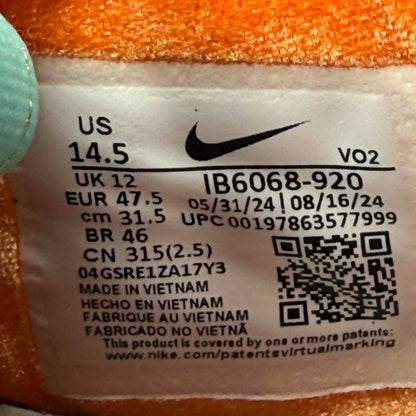 US
14.5
VO2
UK 12
IB6068-920
EUR 47.5
05/31/24 | 08/16/24
cm 31.5
UPC 00197863577999
BR 46
CN 315(2.5)
04GSRE1ZA17Y3
MADE IN VIETNAM
HECHO EN VIETNAM
FABRIQUE AU VIETNAM
FABRICADO NO VIETNÃ
This product is covered by one or more patents
www.nike.com/patentsvirtualmarking